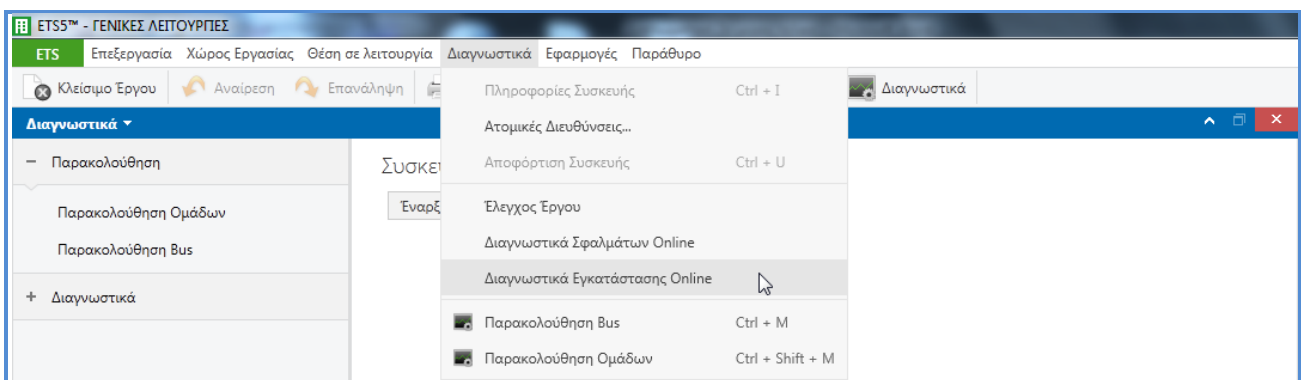 ETS5™ - ΓΕΝΙΚΕΣ ΛΕΙΤΟΥΡΓΙΕΣ
ETS Επεξεργασία Χώρος Εργασίας Θέση σε λειτουργία Διαγνωστικά Εφαρμογές Παράθυρο
Κλείσιμο Έργου Αναίρεση Επανάληψη Διαγνωστικά
Διαγνωστικά
Παρακολούθηση
Παρακολούθηση Ομάδων
Παρακολούθηση Bus
Διαγνωστικά
Πληροφορίες Συσκευής Ctrl + I
Ατομικές Διευθύνσεις...
Αποφόρτιση Συσκευής Ctrl + U
Έλεγχος Έργου
Διαγνωστικά Σφαλμάτων Online
Διαγνωστικά Εγκατάστασης Online
Παρακολούθηση Bus Ctrl + M
Παρακολούθηση Ομάδων Ctrl + Shift + M